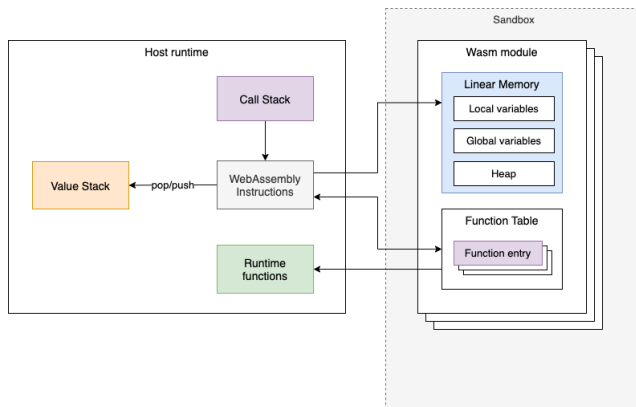 Sandbox
Host runtime
Wasm module
Call Stack
Linear Memory
Local variables
Global variables
Heap
Value Stack
pop/push
WebAssembly
Instructions
Function Table
Function entry
Runtime
functions